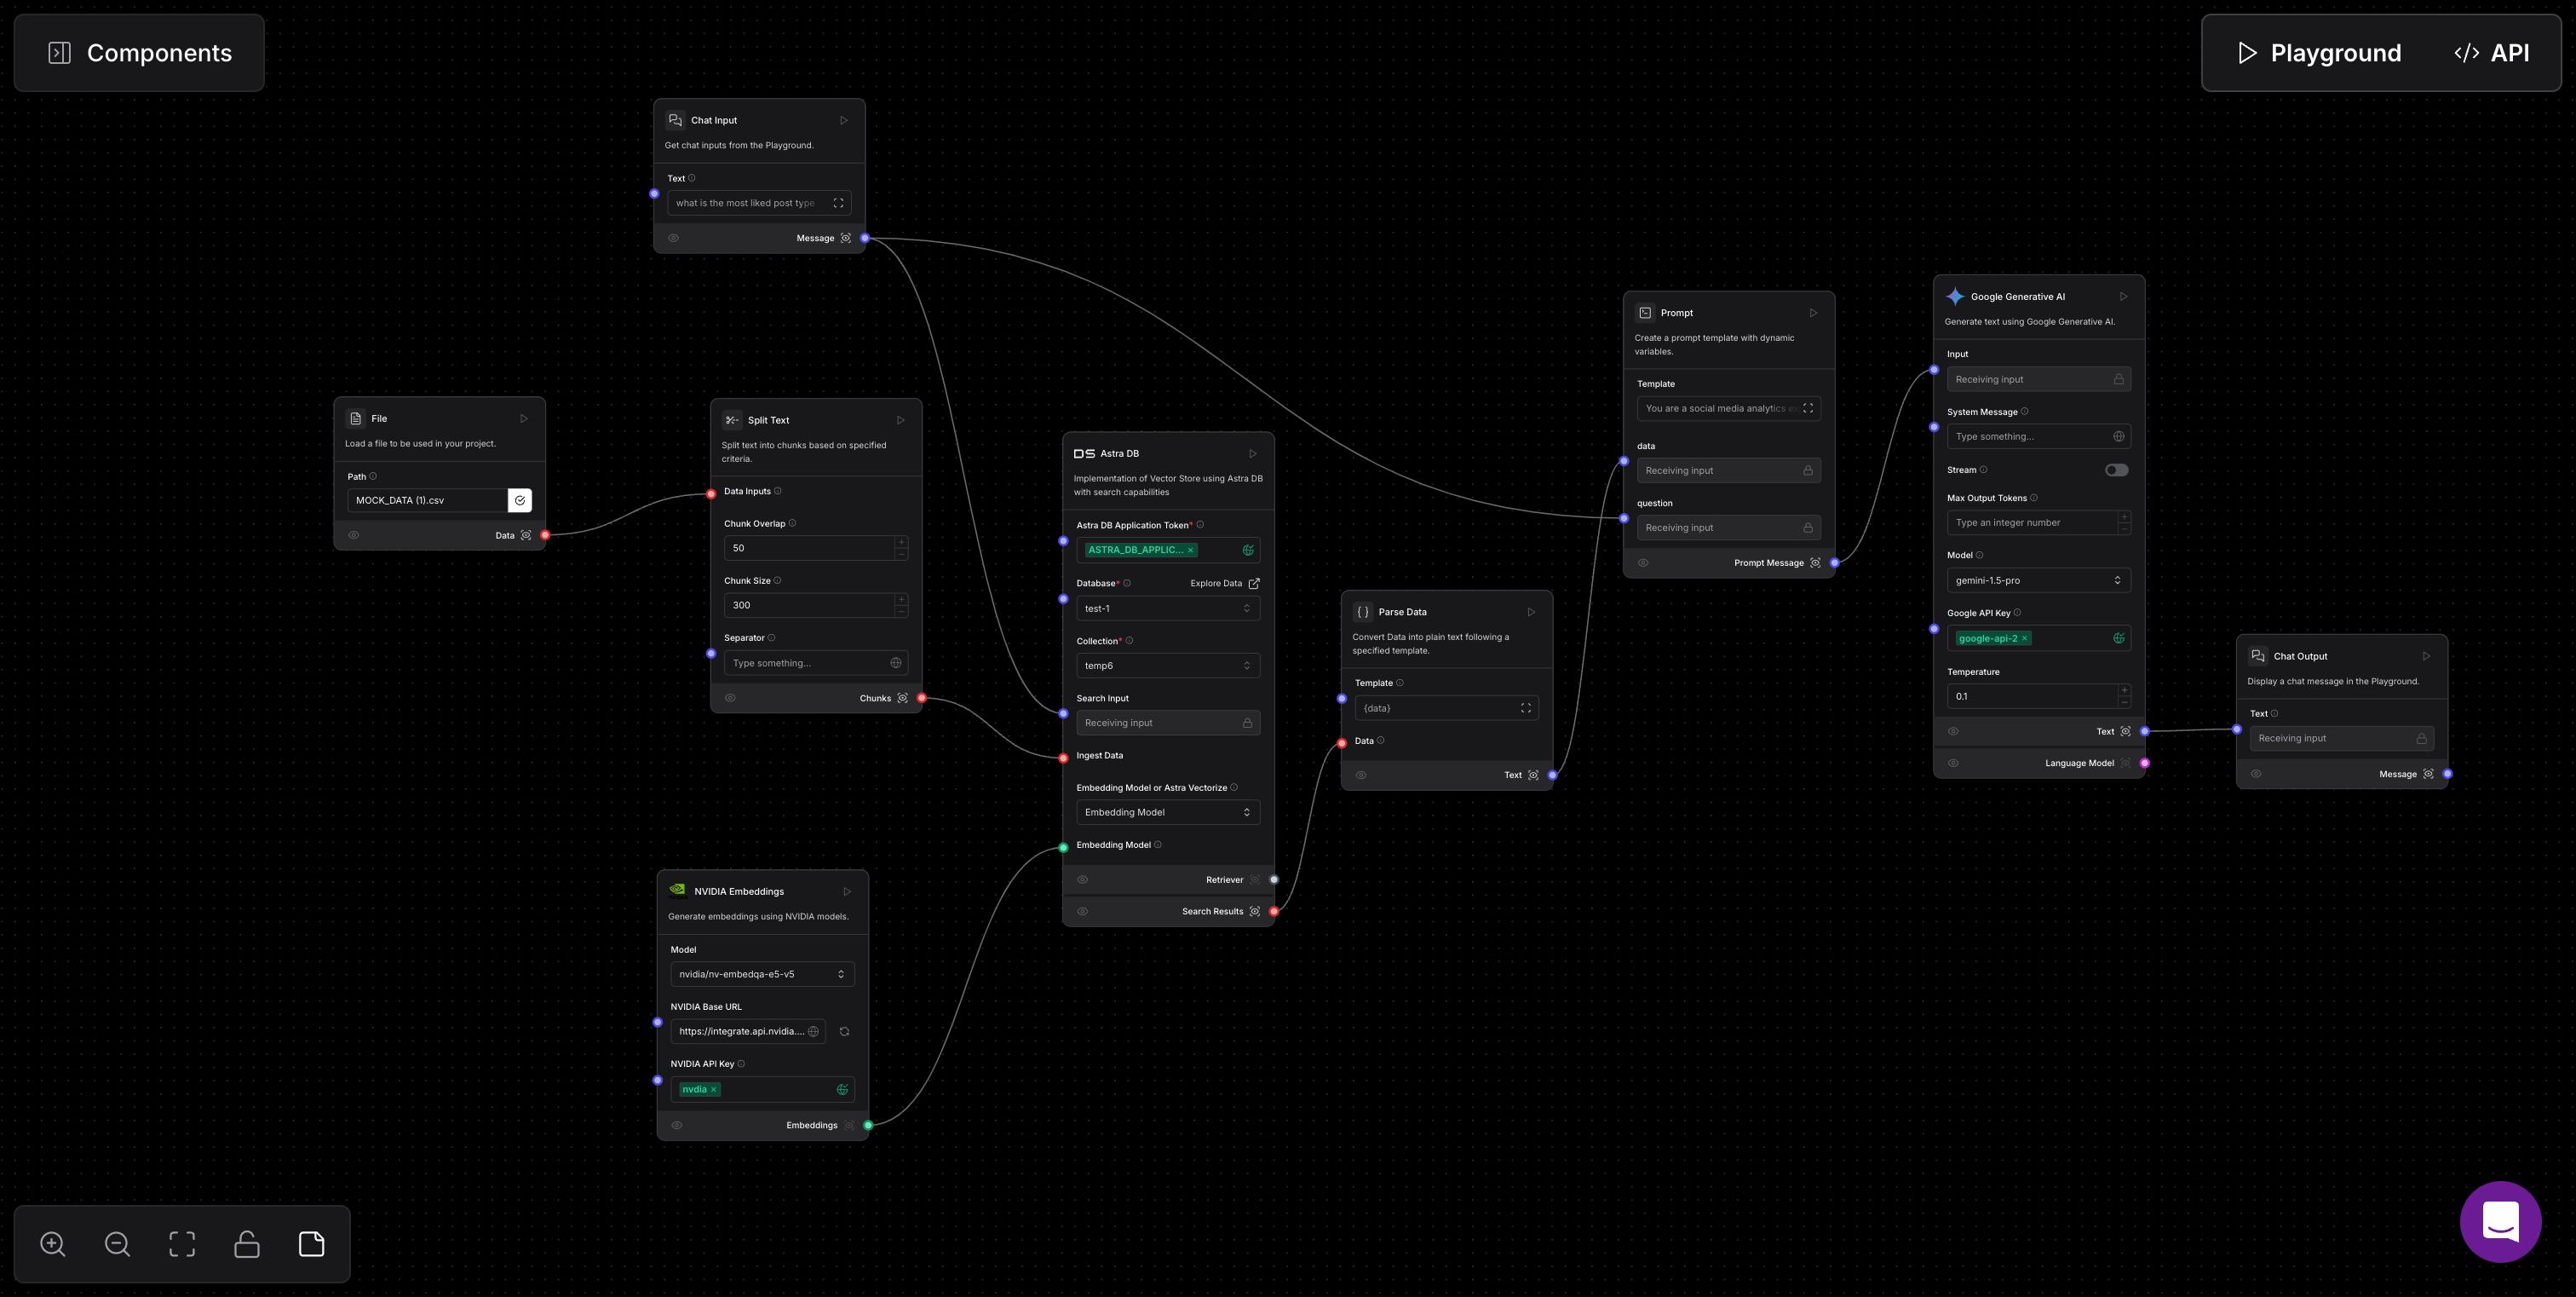 Components
Playground
API
Chat Input
Get chat inputs from the Playground.
Text
what is the most liked post type
Message
File
Load a file to be used in your project.
Path
MOCK_DATA (1).csv
Data
Split Text
Split text into chunks based on specified
criteria.
Data Inputs
Chunk Overlap
50
Chunk Size
300
Separator
Type something...
Chunks
NVIDIA Embeddings
Generate embeddings using NVIDIA models.
Model
nvidia/nv-embedqa-e5-v5
NVIDIA Base URL
https://integrate.api.nvidia....
NVIDIA API Key
nvdia ×
Embeddings
DS Astra DB
Implementation of Vector Store using Astra DB
with search capabilities
Astra DB Application Token*
ASTRA_DB_APPLIC... ×
Database*
Explore Data
test-1
Collection*
temp6
Search Input
Receiving input
Ingest Data
Embedding Model or Astra Vectorize
Embedding Model
Embedding Model
Retriever
Search Results
Parse Data
Convert Data into plain text following a
specified template.
Template
{data}
Data
Text
Prompt
Create a prompt template with dynamic
variables.
Template
You are a social media analytics
data
Receiving input
question
Receiving input
Prompt Message
Google Generative AI
Generate text using Google Generative AI.
Input
Receiving input
System Message
Type something...
Stream
Max Output Tokens
Type an integer number
Model
gemini-1.5-pro
Google API Key
google-api-2 ×
Temperature
0.1
Text
Language Model
Chat Output
Display a chat message in the Playground.
Text
Receiving input
Message